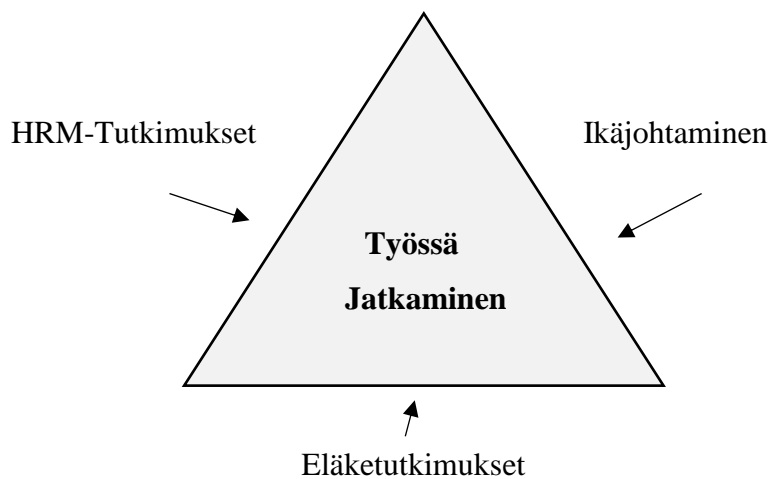 HRM-Tutkimukset
Ikäjohtaminen
Työssä
Jatkaminen
Eläketutkimukset